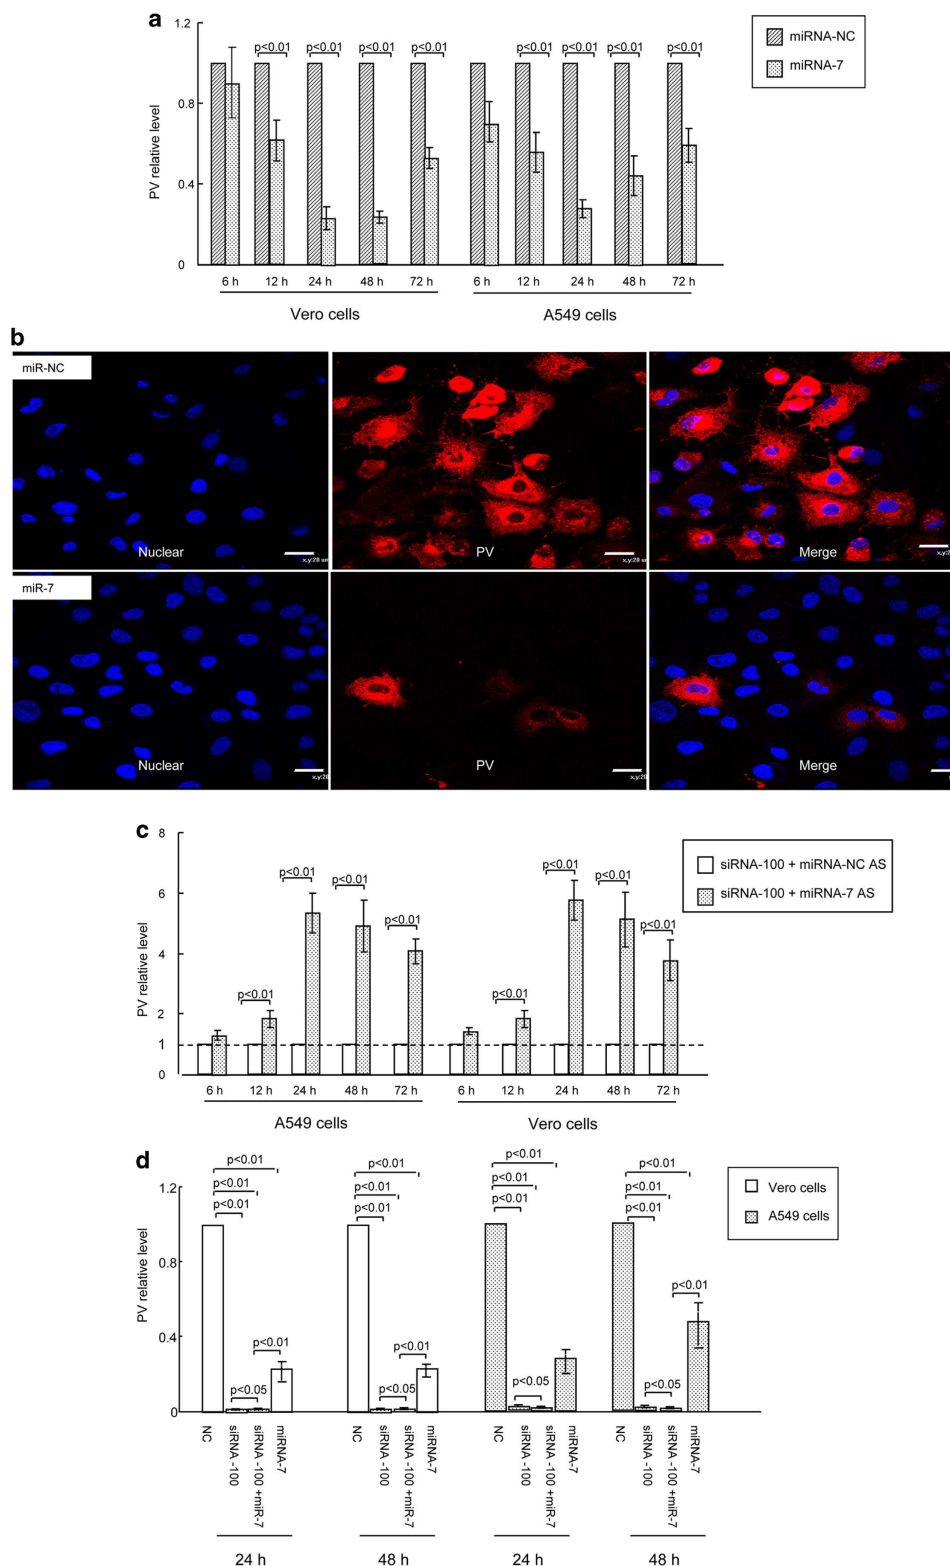 a
1.2
0.8
0.4
0
PV relative level
p<0.01 p<0.01 p<0.01 p<0.01 p<0.01 p<0.01 p<0.01 p<0.01
miRNA-NC
miRNA-7
6 h 12 h 24 h 48 h 72 h 6 h 12 h 24 h 48 h 72 h
Vero cells A549 cells
b
miR-NC
Nuclear PV Merge
x,y:20 um
miR-7
Nuclear PV Merge
x,y:20
c
8
6
4
2
1
0
PV relative level
siRNA-100 + miRNA-NC AS
siRNA-100 + miRNA-7 AS
p<0.01 p<0.01 p<0.01 p<0.01 p<0.01 p<0.01 p<0.01 p<0.01
6 h 12 h 24 h 48 h 72 h 6 h 12 h 24 h 48 h 72 h
A549 cells Vero cells
d
1.2
0.8
0.4
0
PV relative level
Vero cells
A549 cells
p<0.01 p<0.01 p<0.01 p<0.01
p<0.01 p<0.01 p<0.01 p<0.01
p<0.01 p<0.01 p<0.01 p<0.01
p<0.01 p<0.01 p<0.01
p<0.05 p<0.05 p<0.05 p<0.05
NC
siRNA -100
siRNA -100 +miR-7
miRNA-7
NC
siRNA -100
siRNA -100 +miR-7
miRNA-7
NC
siRNA -100
siRNA -100 +miR-7
miRNA-7
NC
siRNA -100
siRNA -100 +miR-7
miRNA-7
24 h 48 h 24 h 48 h